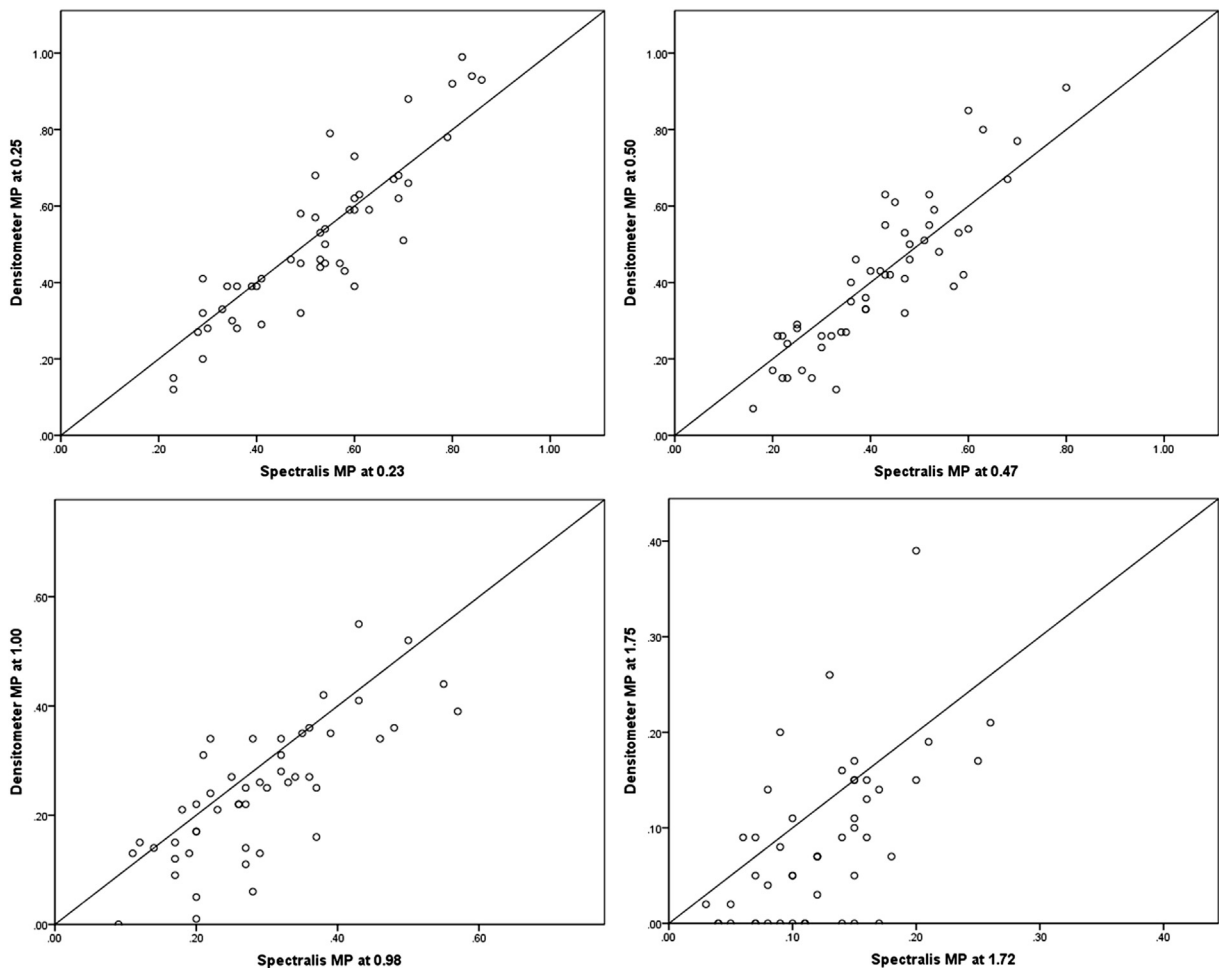 1.00
.80
.60
.40
.20
.00
Densitometer MP at 0.25
.00 .20 .40 .60 .80 1.00
Spectralis MP at 0.23
1.00
.80
.60
.40
.20
.00
Densitometer MP at 0.50
.00 .20 .40 .60 .80 1.00
Spectralis MP at 0.47
.60
.40
.20
.00
Densitometer MP at 1.00
.00 .20 .40 .60
Spectralis MP at 0.98
.40
.30
.20
.10
.00
Densitometer MP at 1.75
.00 .10 .20 .30 .40
Spectralis MP at 1.72